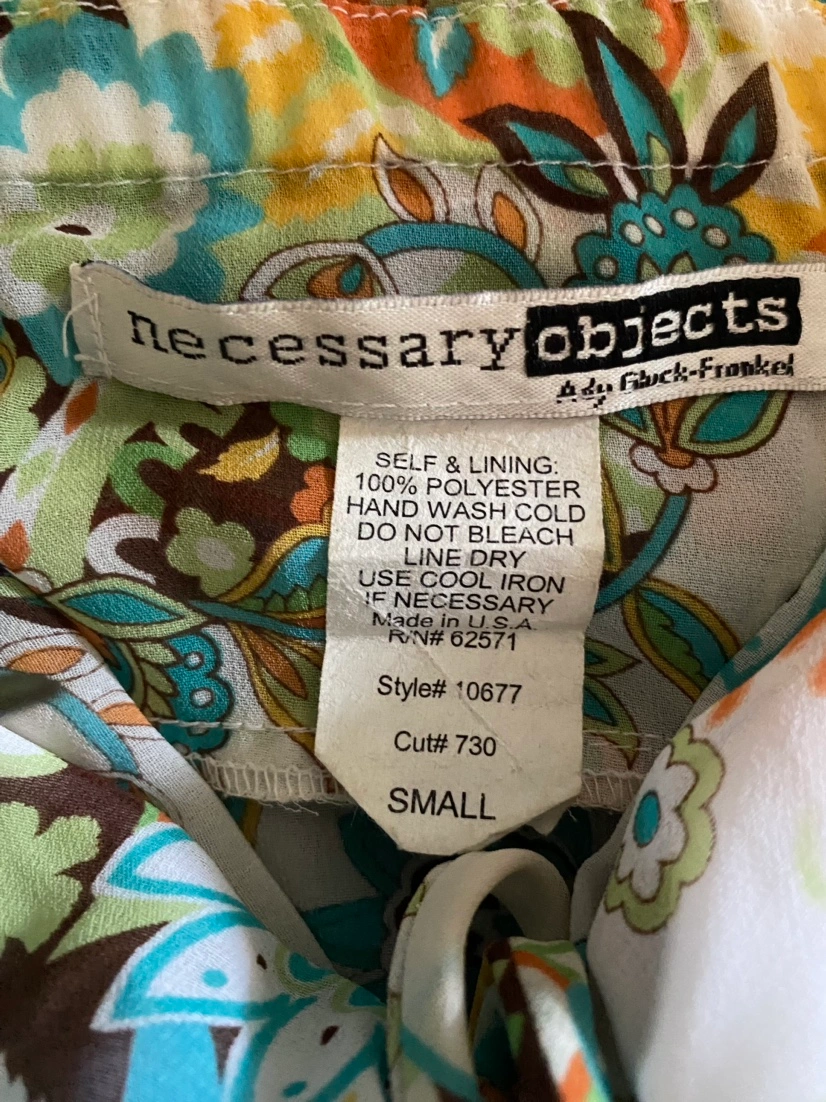 necessary objects
Ady Gluck-Frankel
SELF & LINING:
100% POLYESTER
HAND WASH COLD
DO NOT BLEACH
LINE DRY
USE COOL IRON
IF NECESSARY
Made in U.S.A.
R/N# 62571
Style# 10677
Cut# 730
SMALL